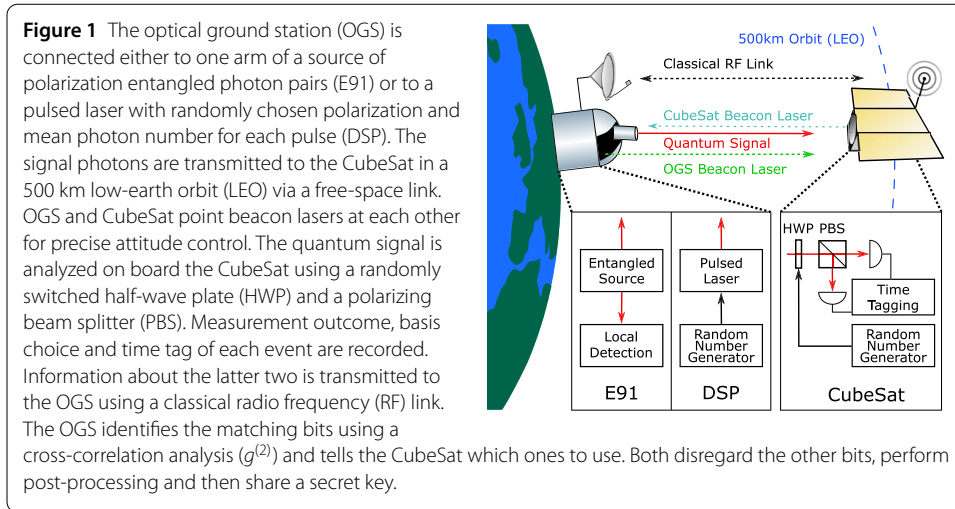 Figure 1 The optical ground station (OGS) is
connected either to one arm of a source of
polarization entangled photon pairs (E91) or to a
pulsed laser with randomly chosen polarization and
mean photon number for each pulse (DSP). The
signal photons are transmitted to the CubeSat in a
500 km low-earth orbit (LEO) via a free-space link.
OGS and CubeSat point beacon lasers at each other
for precise attitude control. The quantum signal is
analyzed on board the CubeSat using a randomly
switched half-wave plate (HWP) and a polarizing
beam splitter (PBS). Measurement outcome, basis
choice and time tag of each event are recorded.
Information about the latter two is transmitted to
the OGS using a classical radio frequency (RF) link.
The OGS identifies the matching bits using a
cross-correlation analysis (g^(2)) and tells the CubeSat which ones to use. Both disregard the other bits, perform
post-processing and then share a secret key.
500km Orbit (LEO)
Classical RF Link
CubeSat Beacon Laser
Quantum Signal
OGS Beacon Laser
Entangled
Source
Local
Detection
E91
Pulsed
Laser
Random
Number
Generator
DSP
HWP PBS
Time
Tagging
Random
Number
Generator
CubeSat